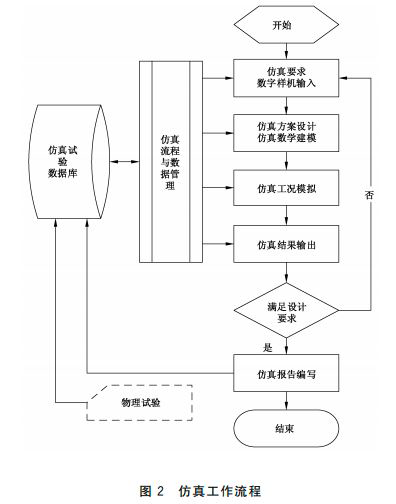 开始
仿真要求
数字样机输入
仿真方案设计
仿真数学建模
仿真工况模拟
仿真结果输出
满足设计
要求
否
是
仿真报告编写
结束
仿真
流程
与数
据管
理
仿真试
验
数据库
物理试验
图 2 仿真工作流程